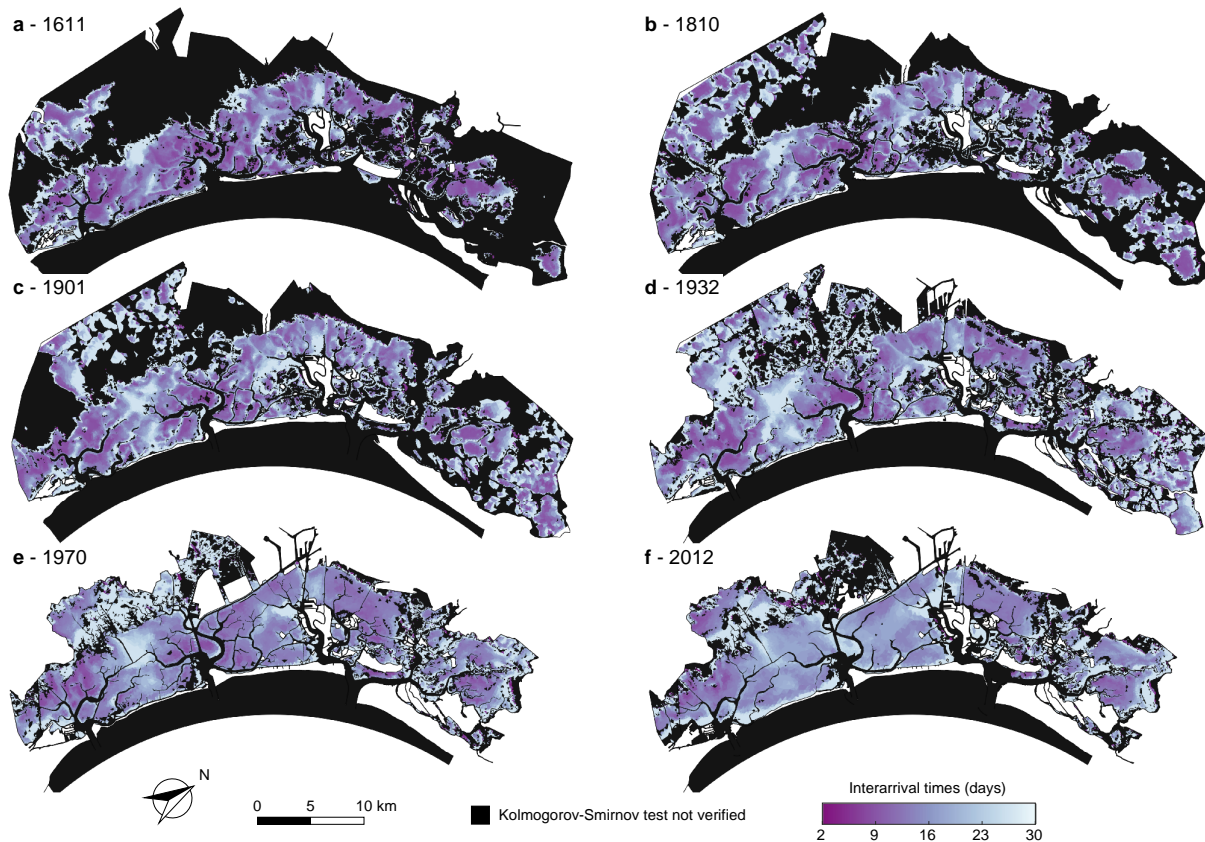 a - 1611
b - 1810
c - 1901
d - 1932
e - 1970
f - 2012
N
0 5 10 km
Kolmogorov-Smirnov test not verified
Interarrival times (days)
2 9 16 23 30